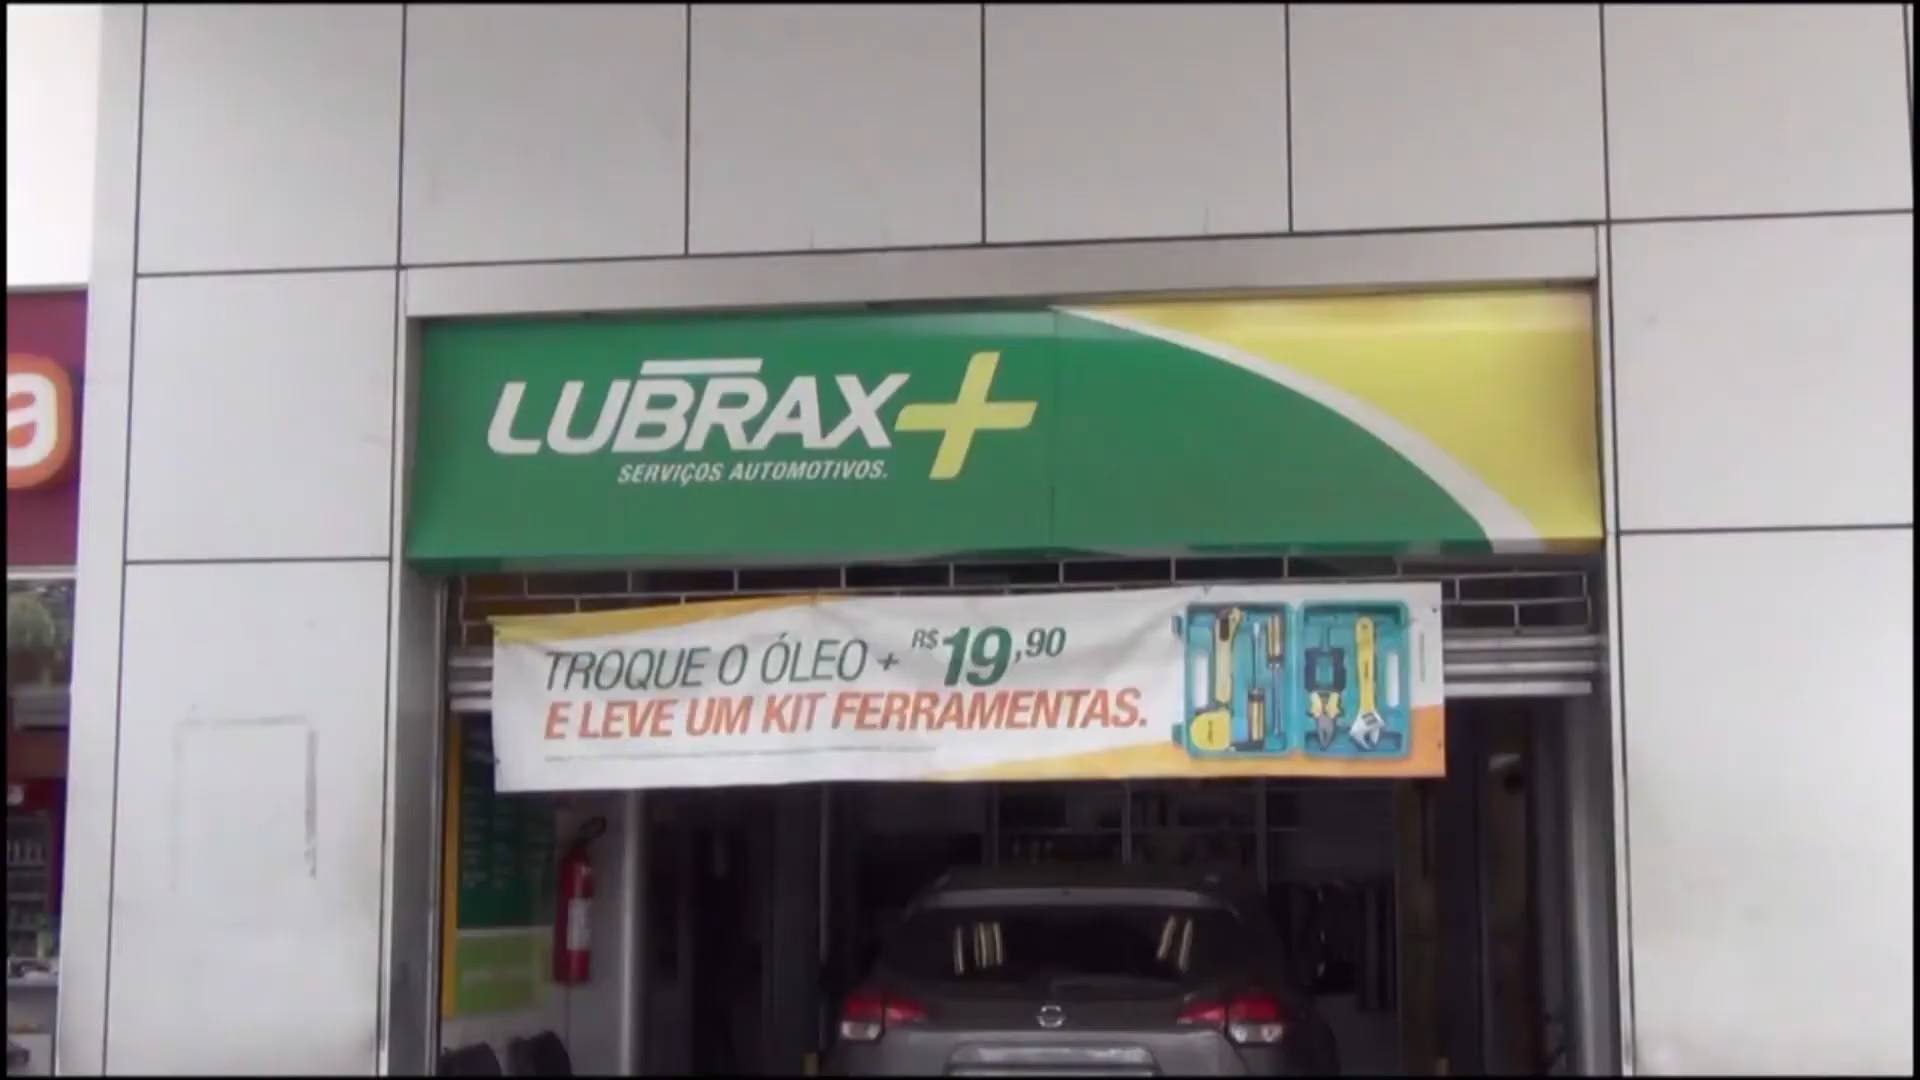 LUBRAX+
SERVIÇOS AUTOMOTIVOS.
TROQUE O ÓLEO + R$ 19,90
E LEVE UM KIT FERRAMENTAS.
a